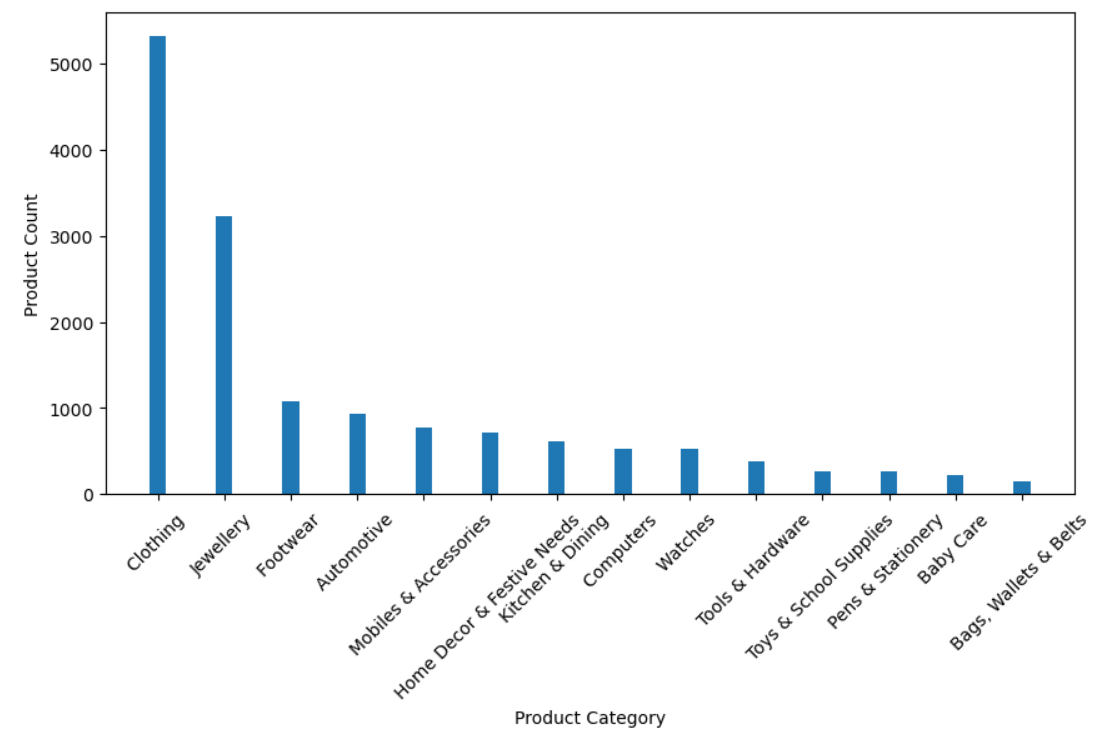 5000
4000
3000
2000
1000
0
Product Count
Clothing
Jewellery
Footwear
Automotive
Mobiles & Accessories
Home Decor & Festive Needs
Kitchen & Dining
Computers
Watches
Tools & Hardware
Toys & School Supplies
Pens & Stationery
Baby Care
Bags, Wallets & Belts
Product Category